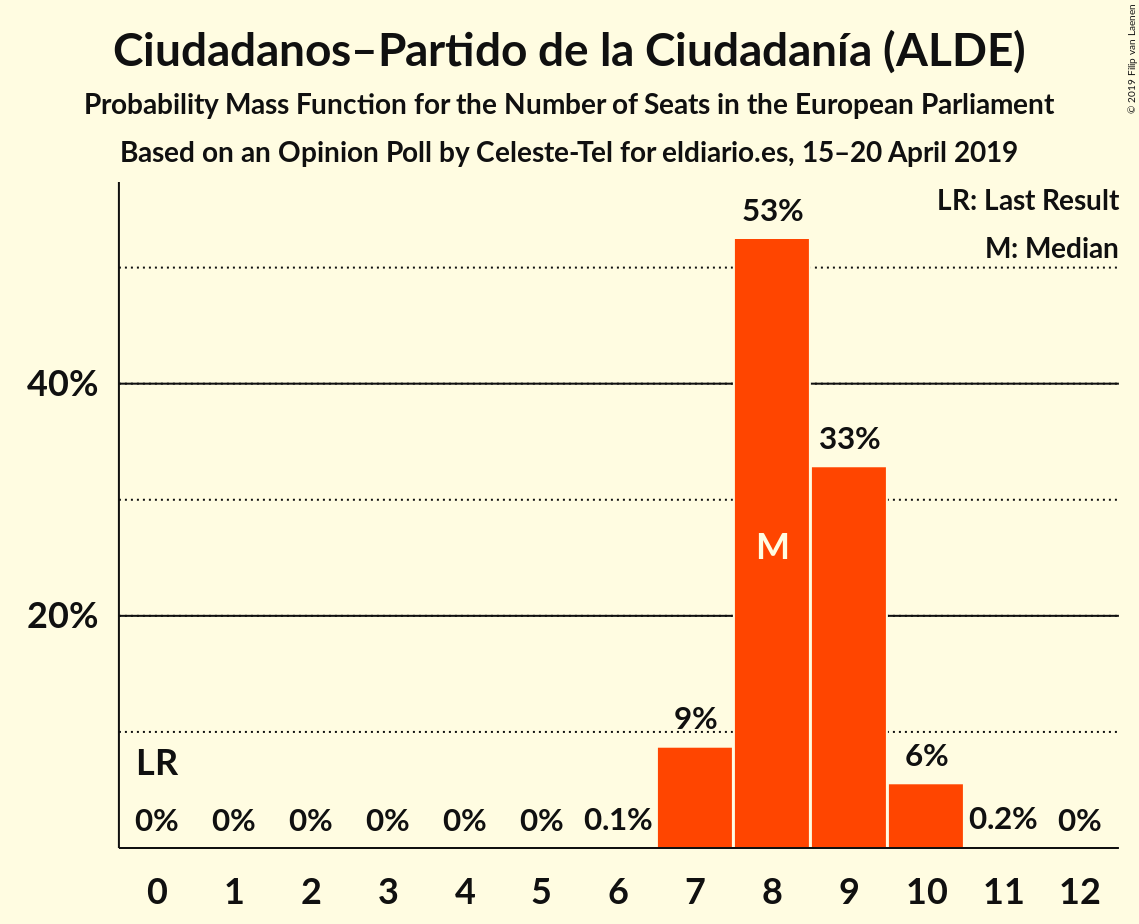 Ciudadanos–Partido de la Ciudadanía (ALDE)
Probability Mass Function for the Number of Seats in the European Parliament
Based on an Opinion Poll by Celeste-Tel for eldiario.es, 15–20 April 2019
© 2019 Filip van Laenen
LR: Last Result
M: Median
53%
40%
33%
M
20%
9%
LR
6%
0% 0% 0% 0% 0% 0% 0.1% 0.2% 0%
0 1 2 3 4 5 6 7 8 9 10 11 12